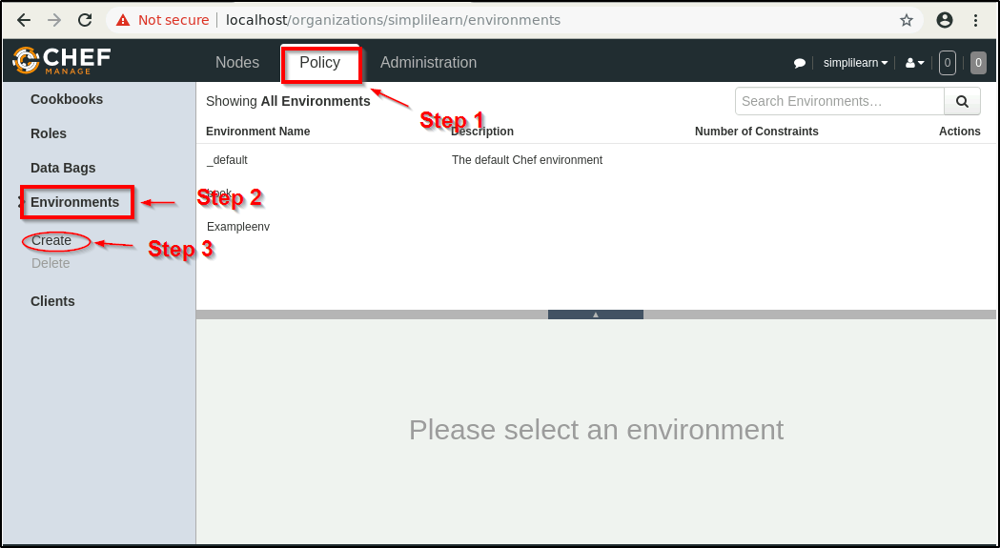 Not secure localhost/organizations/simplilearn/environments
CHEF
MANAGE
Nodes Policy Administration simplilearn 0 0
Step 1
Cookbooks
Roles
Data Bags
Environments
Step 2
Create
Step 3
Delete
Clients
Showing All Environments
Search Environments…
Environment Name Description Number of Constraints Actions
_default The default Chef environment
book
Exampleenv
Please select an environment